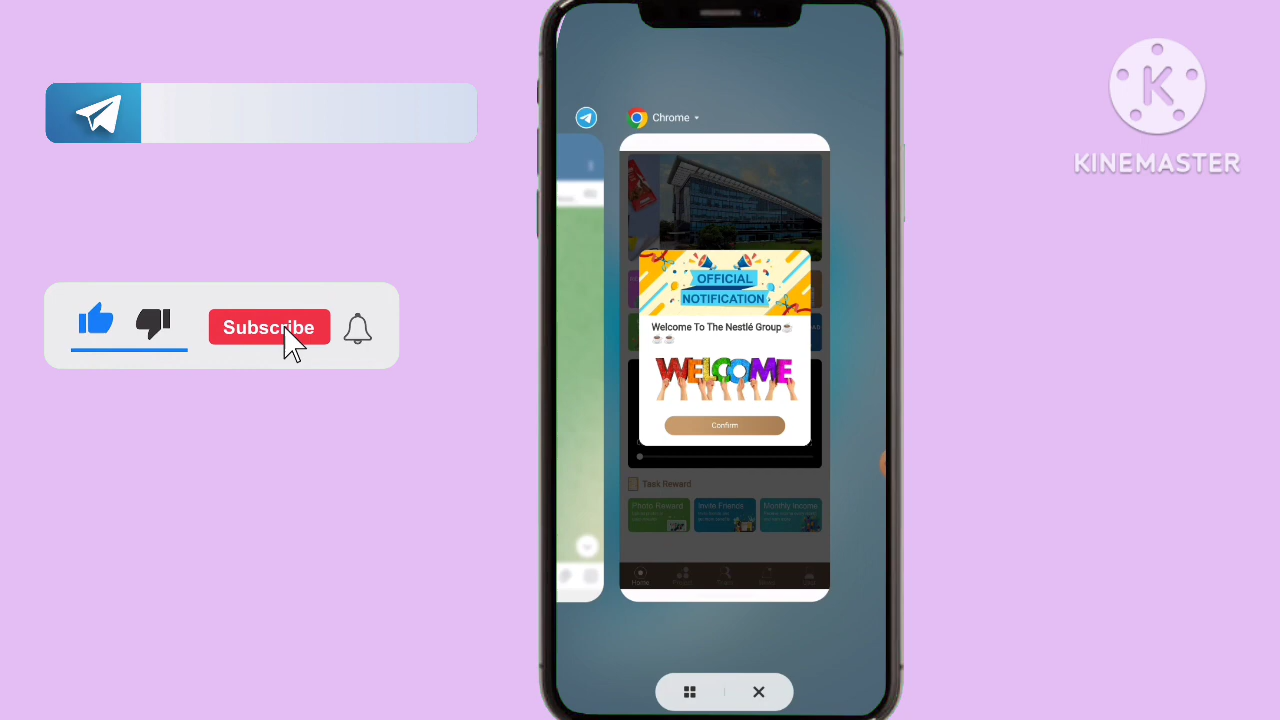 Chrome
OFFICIAL
NOTIFICATION
Welcome To The Nestlé Group☕
☕☕
WELCOME
Confirm
Task Reward
Photo Reward
Invite Friends
Monthly Income
Home
Subscribe
K
KINEMASTER